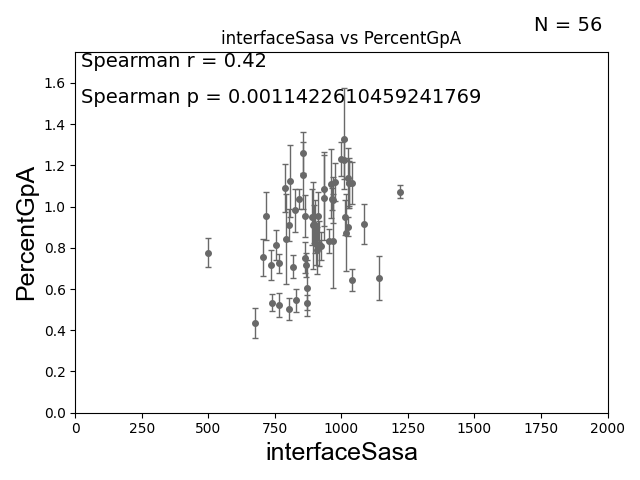 N = 56
interfaceSasa vs PercentGpA
Spearman r = 0.42
Spearman p = 0.0011422610459241769
PercentGpA
1.6
1.4
1.2
1.0
0.8
0.6
0.4
0.2
0.0
0 250 500 750 1000 1250 1500 1750 2000
interfaceSasa